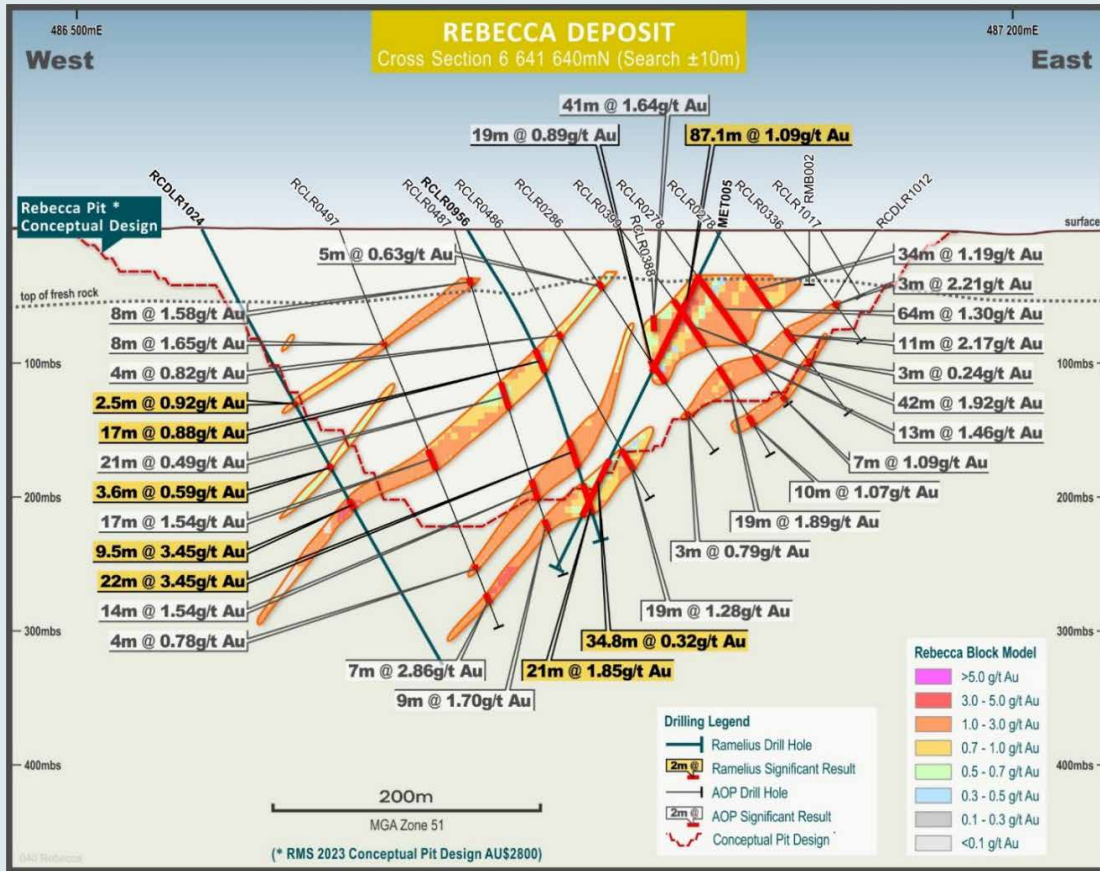 486 500mE
487 200mE
REBECCA DEPOSIT
Cross Section 6 641 640mN (Search ±10m)
West
East
41m @ 1.64g/t Au
19m @ 0.89g/t Au
87.1m @ 1.09g/t Au
RCDLR1024
RCLR0497
RCLR0487
RCLR0956
RCLR0486
RCLR0286
RCLR0399
RCLR0388
RCLR0278
RCLR0278
MET005
RCLR0336
RCLR1017
RMB002
RCDLR1012
Rebecca Pit *
Conceptual Design
surface
5m @ 0.63g/t Au
top of fresh rock
8m @ 1.58g/t Au
8m @ 1.65g/t Au
4m @ 0.82g/t Au
2.5m @ 0.92g/t Au
17m @ 0.88g/t Au
21m @ 0.49g/t Au
3.6m @ 0.59g/t Au
17m @ 1.54g/t Au
9.5m @ 3.45g/t Au
22m @ 3.45g/t Au
14m @ 1.54g/t Au
4m @ 0.78g/t Au
34m @ 1.19g/t Au
3m @ 2.21g/t Au
64m @ 1.30g/t Au
11m @ 2.17g/t Au
3m @ 0.24g/t Au
42m @ 1.92g/t Au
13m @ 1.46g/t Au
7m @ 1.09g/t Au
10m @ 1.07g/t Au
19m @ 1.89g/t Au
3m @ 0.79g/t Au
19m @ 1.28g/t Au
34.8m @ 0.32g/t Au
7m @ 2.86g/t Au
21m @ 1.85g/t Au
9m @ 1.70g/t Au
100mbs
200mbs
300mbs
400mbs
100mbs
200mbs
300mbs
400mbs
200m
MGA Zone 51
(* RMS 2023 Conceptual Pit Design AU$2800)
040 Rebecca
Drilling Legend
Ramelius Drill Hole
2m @
Ramelius Significant Result
AOP Drill Hole
2m @
AOP Significant Result
Conceptual Pit Design
Rebecca Block Model
>5.0 g/t Au
3.0 - 5.0 g/t Au
1.0 - 3.0 g/t Au
0.7 - 1.0 g/t Au
0.5 - 0.7 g/t Au
0.3 - 0.5 g/t Au
0.1 - 0.3 g/t Au
<0.1 g/t Au